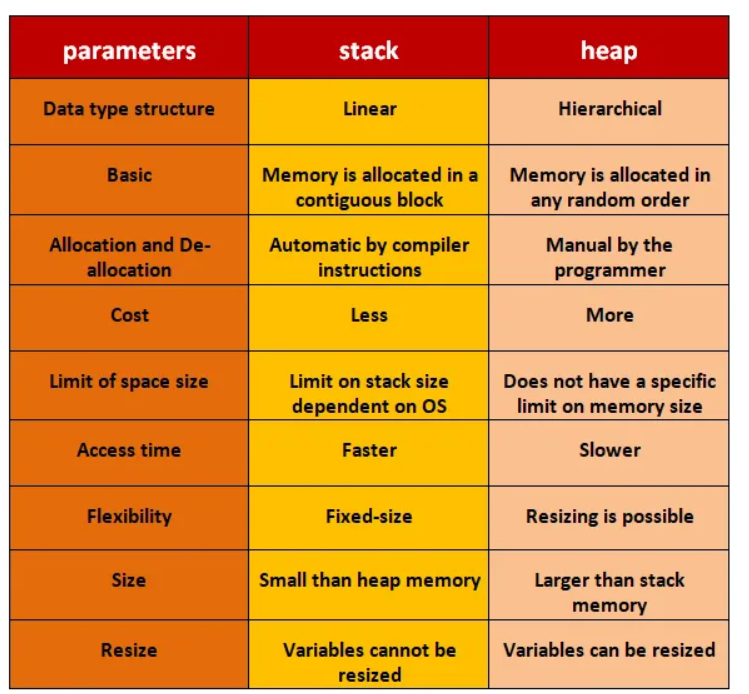 parameters stack heap
Data type structure Linear Hierarchical
Basic Memory is allocated in a Memory is allocated in
contiguous block any random order
Allocation and De- Automatic by compiler Manual by the
allocation instructions programmer
Cost Less More
Limit of space size Limit on stack size Does not have a specific
dependent on OS limit on memory size
Access time Faster Slower
Flexibility Fixed-size Resizing is possible
Size Small than heap memory Larger than stack
memory
Resize Variables cannot be Variables can be resized
resized